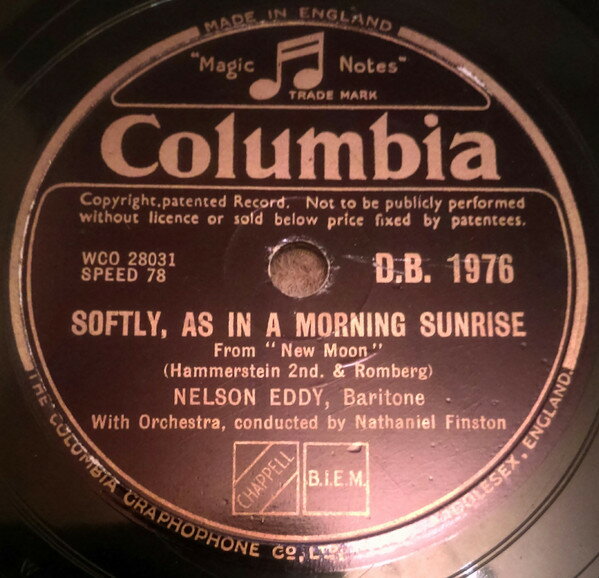 MADE IN ENGLAND
"Magic Notes"
TRADE MARK
Columbia
Copyright, patented Record. Not to be publicly performed
without licence or sold below price fixed by patentees.
WCO 28031
SPEED 78
D.B. 1976
SOFTLY, AS IN A MORNING SUNRISE
From "New Moon"
(Hammerstein 2nd. & Romberg)
NELSON EDDY, Baritone
With Orchestra, conducted by Nathaniel Finston
CHAPPELL
B.I.E.M.
THE COLUMBIA GRAPHOPHONE CO., LTD. MIDDLESEX, ENGLAND.